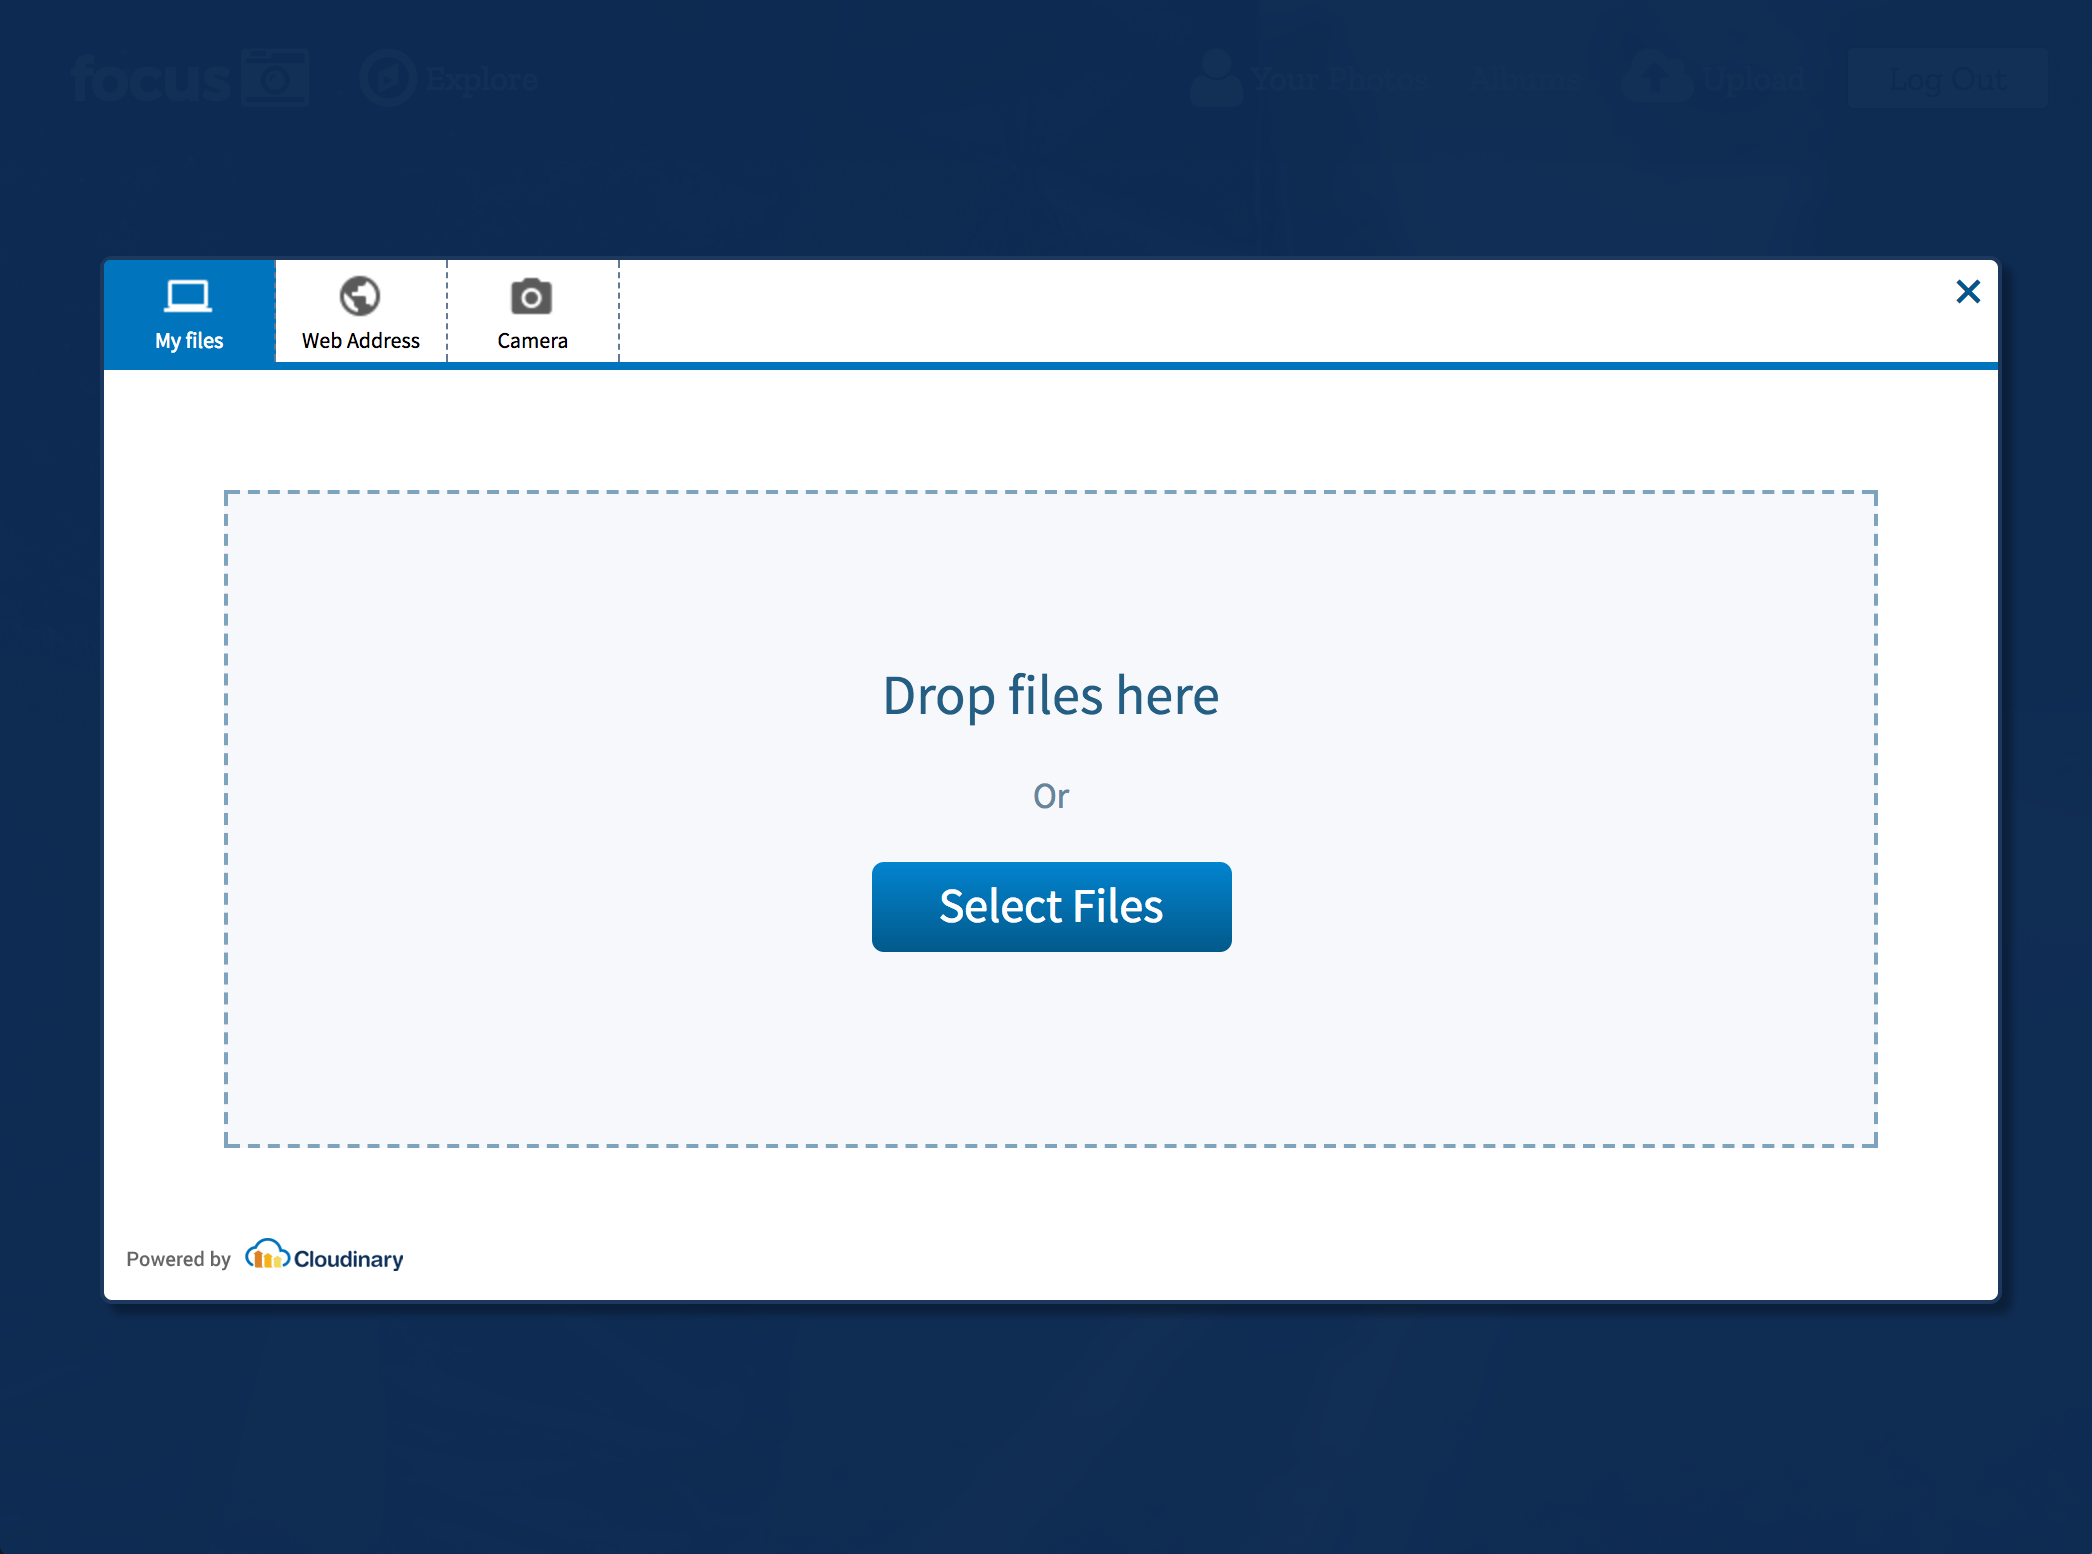 focus Explore Your Photos Albums Upload Log Out
My files Web Address Camera
Drop files here
Or
Select Files
Powered by Cloudinary